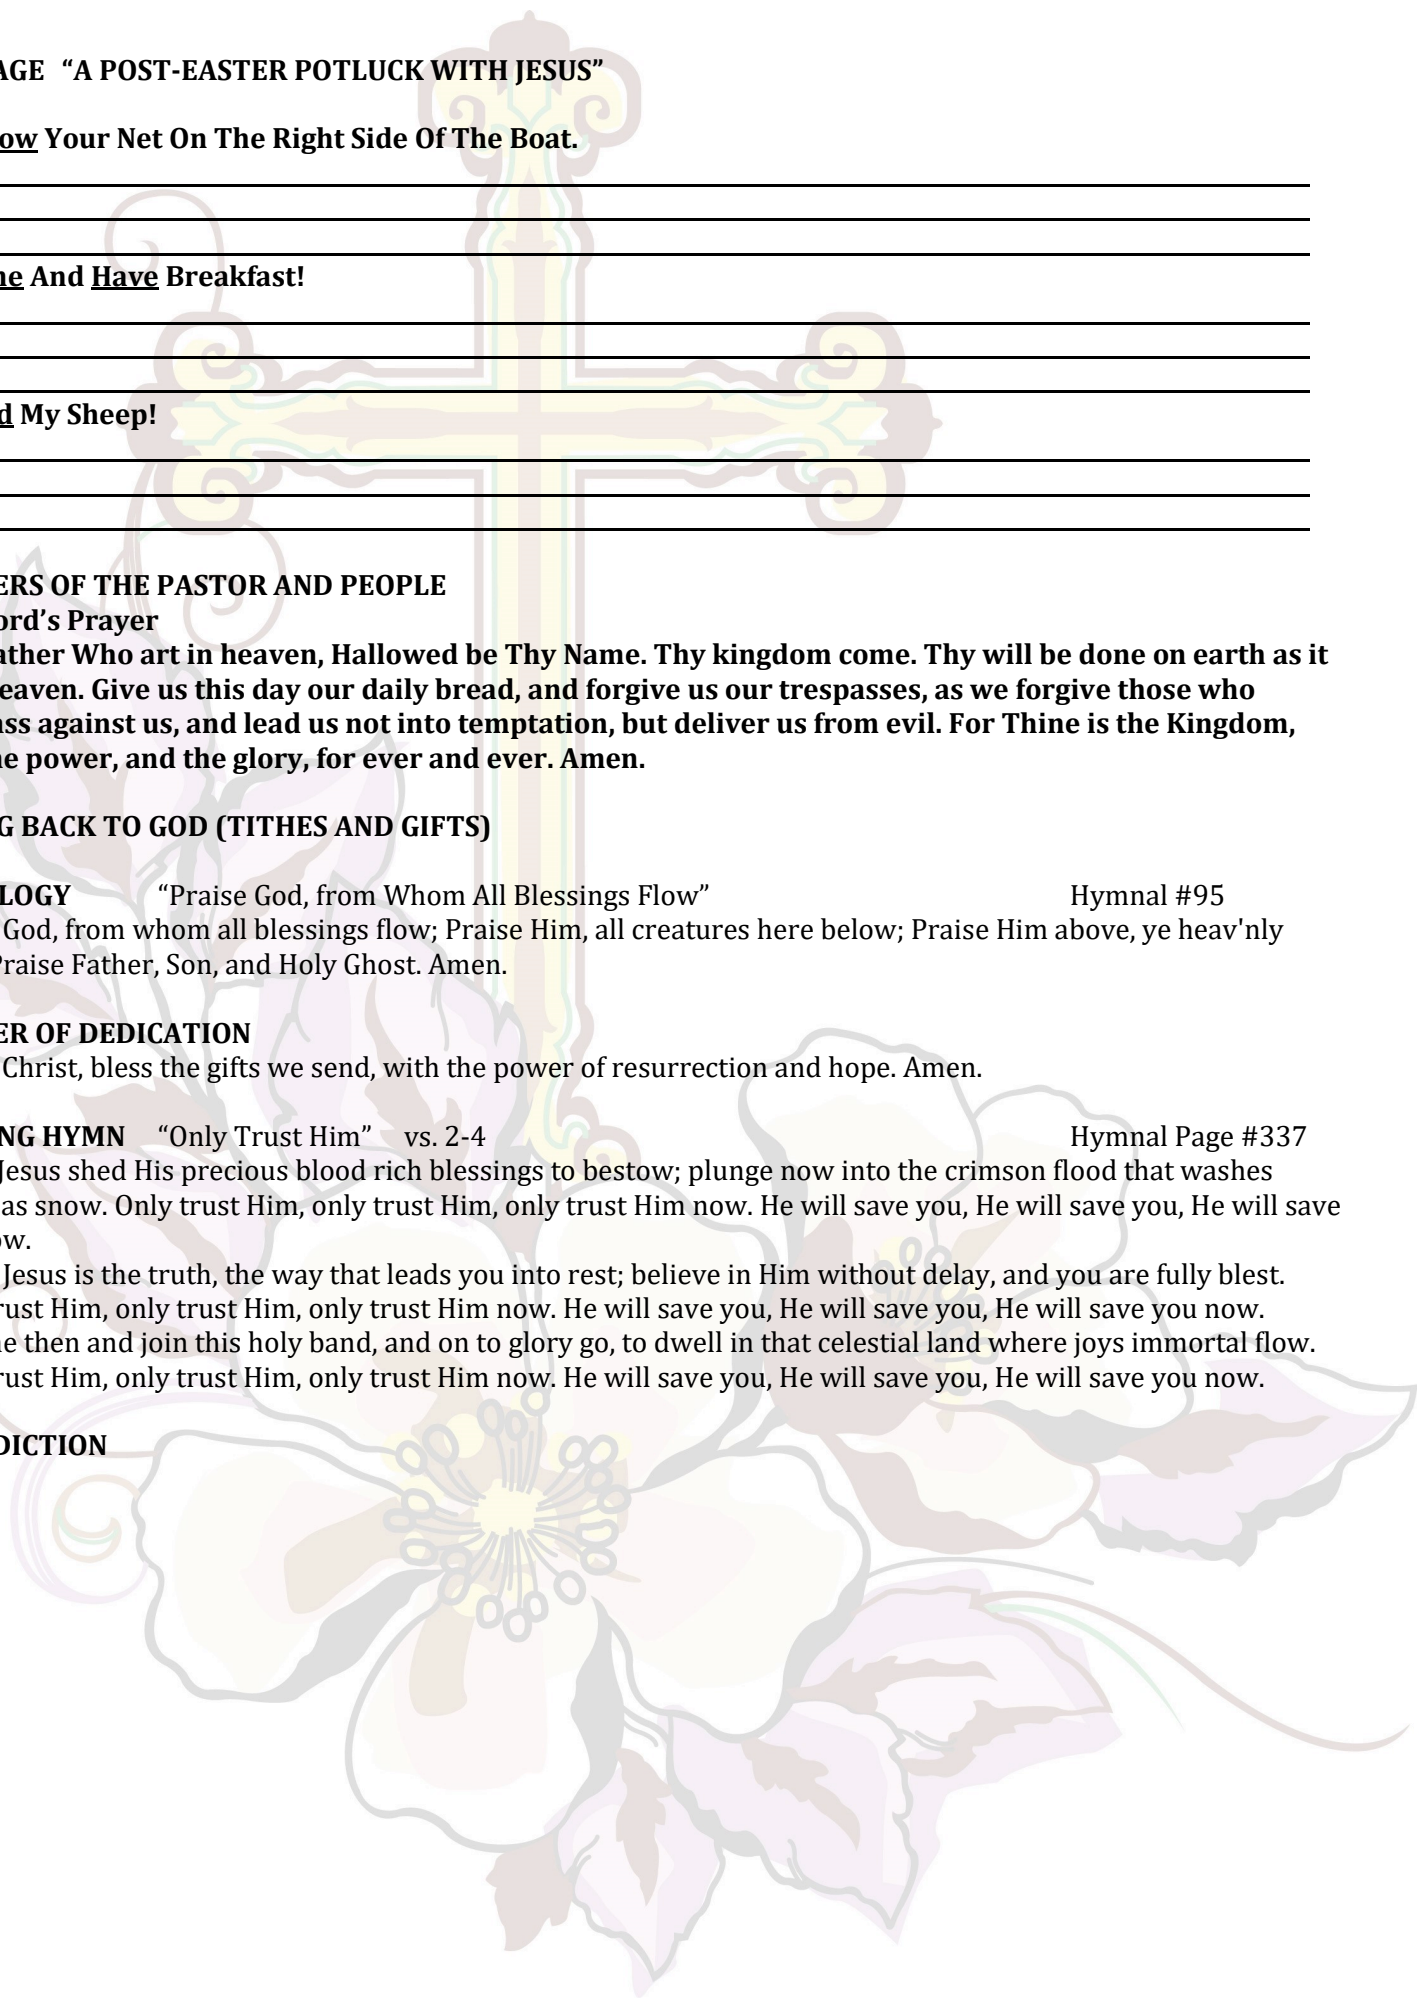 AGE “A POST-EASTER POTLUCK WITH JESUS”
ow Your Net On The Right Side Of The Boat.
ne And Have Breakfast!
d My Sheep!
ERS OF THE PASTOR AND PEOPLE
ord’s Prayer
ather Who art in heaven, Hallowed be Thy Name. Thy kingdom come. Thy will be done on earth as it
eaven. Give us this day our daily bread, and forgive us our trespasses, as we forgive those who
ass against us, and lead us not into temptation, but deliver us from evil. For Thine is the Kingdom,
he power, and the glory, for ever and ever. Amen.
G BACK TO GOD (TITHES AND GIFTS)
LOGY “Praise God, from Whom All Blessings Flow” Hymnal #95
God, from whom all blessings flow; Praise Him, all creatures here below; Praise Him above, ye heav'nly
Praise Father, Son, and Holy Ghost. Amen.
ER OF DEDICATION
Christ, bless the gifts we send, with the power of resurrection and hope. Amen.
NG HYMN “Only Trust Him” vs. 2-4 Hymnal Page #337
Jesus shed His precious blood rich blessings to bestow; plunge now into the crimson flood that washes
as snow. Only trust Him, only trust Him, only trust Him now. He will save you, He will save you, He will save
ow.
Jesus is the truth, the way that leads you into rest; believe in Him without delay, and you are fully blest.
rust Him, only trust Him, only trust Him now. He will save you, He will save you, He will save you now.
e then and join this holy band, and on to glory go, to dwell in that celestial land where joys immortal flow.
rust Him, only trust Him, only trust Him now. He will save you, He will save you, He will save you now.
DICTION